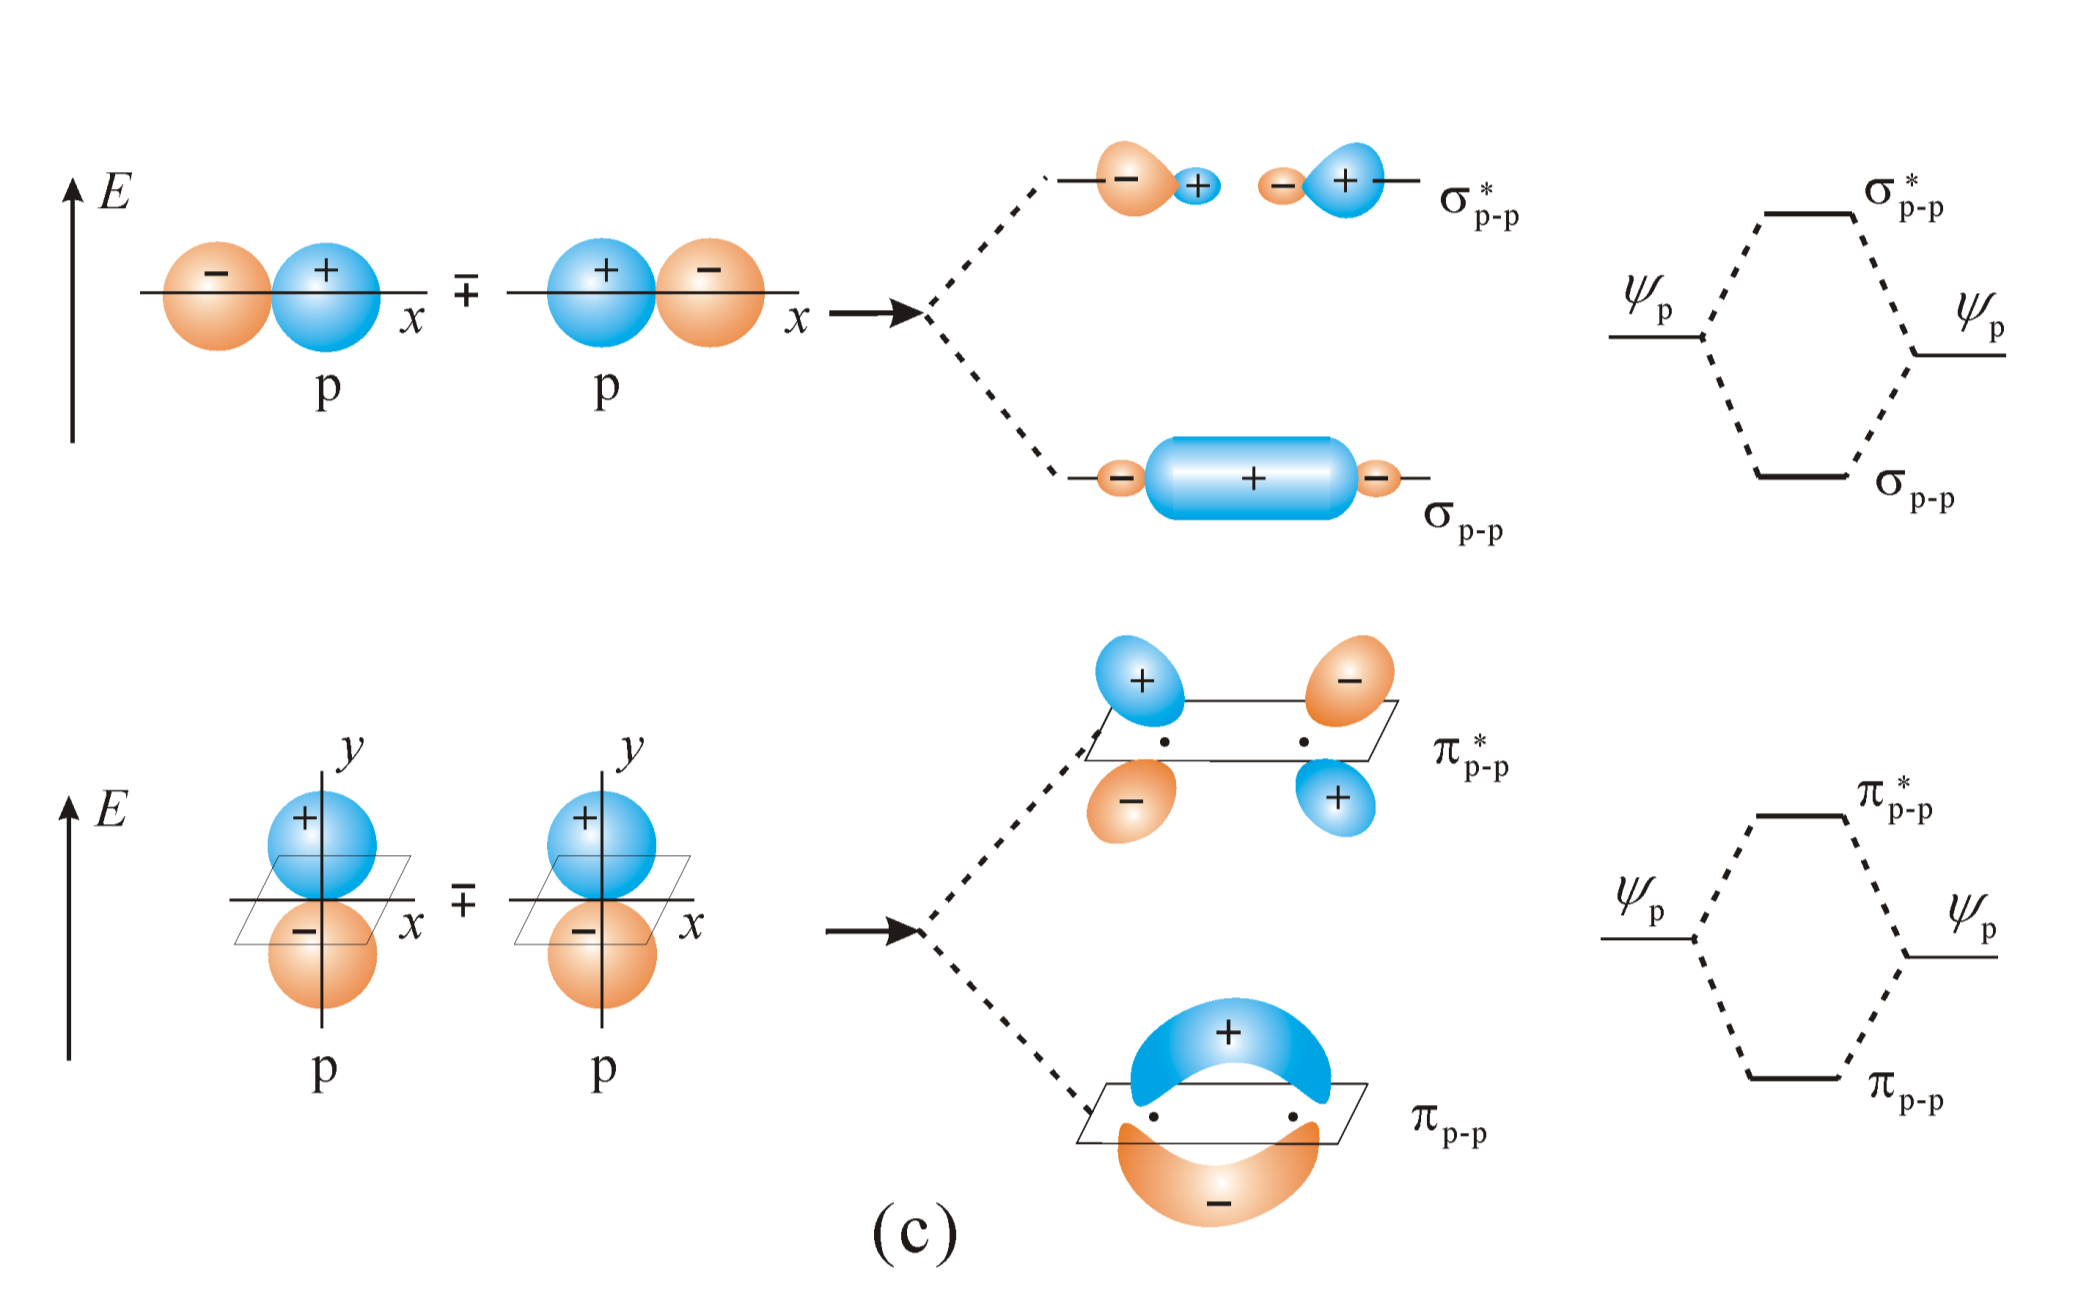 E
− + x ∓ + − x
p p
− + − + σ*p-p
− + − σp-p
ψp σ*p-p ψp
σp-p
E
y y
+ − x ∓ + − x
p p
+ − π*p-p
− +
+ πp-p
−
ψp π*p-p ψp
πp-p
(c)